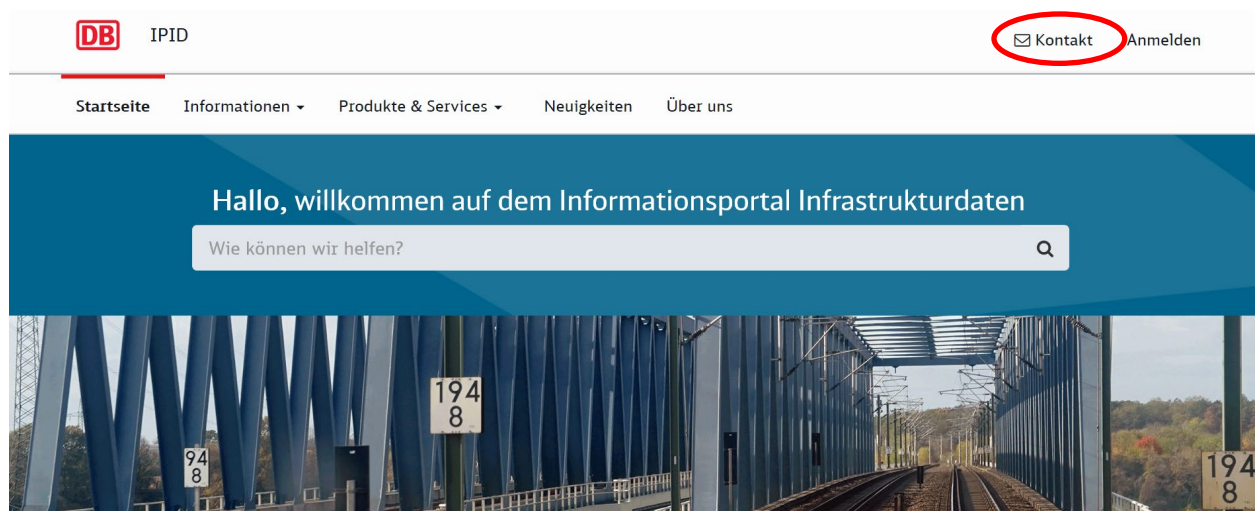 DB IPID
Kontakt Anmelden
Startseite Informationen Produkte & Services Neuigkeiten Über uns
Hallo, willkommen auf dem Informationsportal Infrastrukturdaten
Wie können wir helfen?
194
8
94
8
194
8